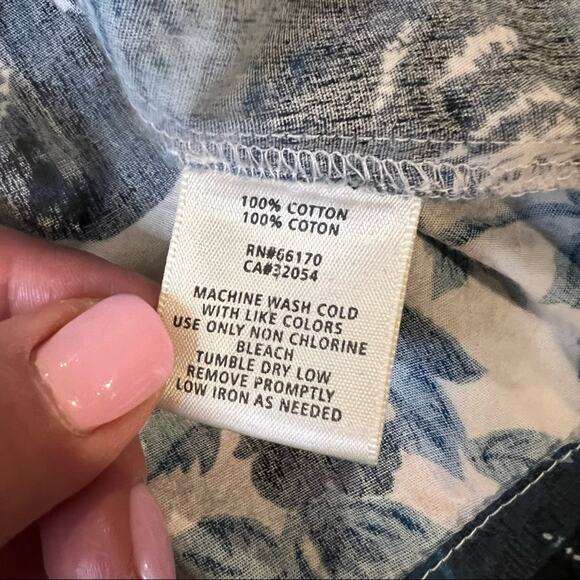 100% COTTON
100% COTON
RN#66170
CA#32054
MACHINE WASH COLD
WITH LIKE COLORS
USE ONLY NON CHLORINE
BLEACH
TUMBLE DRY LOW
REMOVE PROMPTLY
LOW IRON AS NEEDED